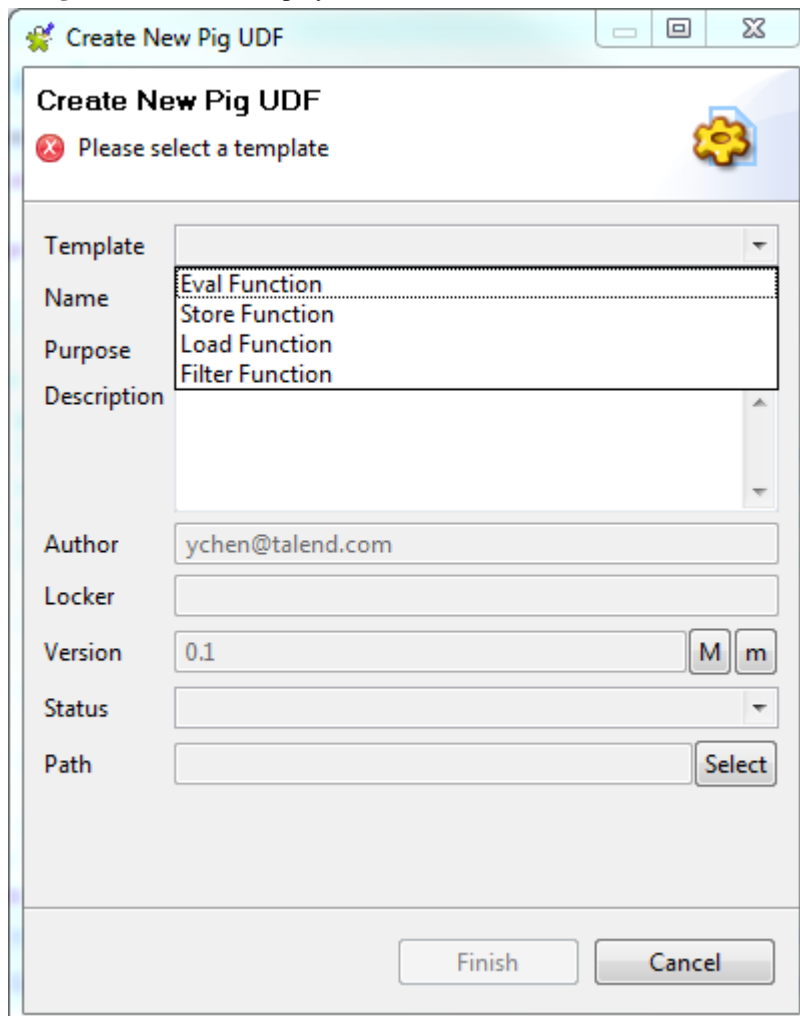 Create New Pig UDF
Create New Pig UDF
Please select a template
Template
Eval Function
Name
Store Function
Load Function
Purpose
Filter Function
Description
Author ychen@talend.com
Locker
Version 0.1 M m
Status
Path Select
Finish Cancel